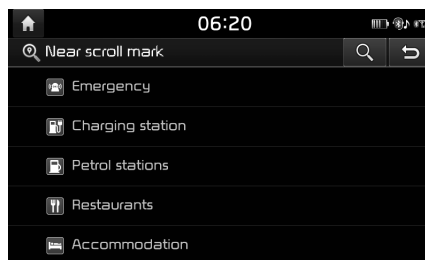 06:20
Near scroll mark
Emergency
Charging station
Petrol stations
Restaurants
Accommodation